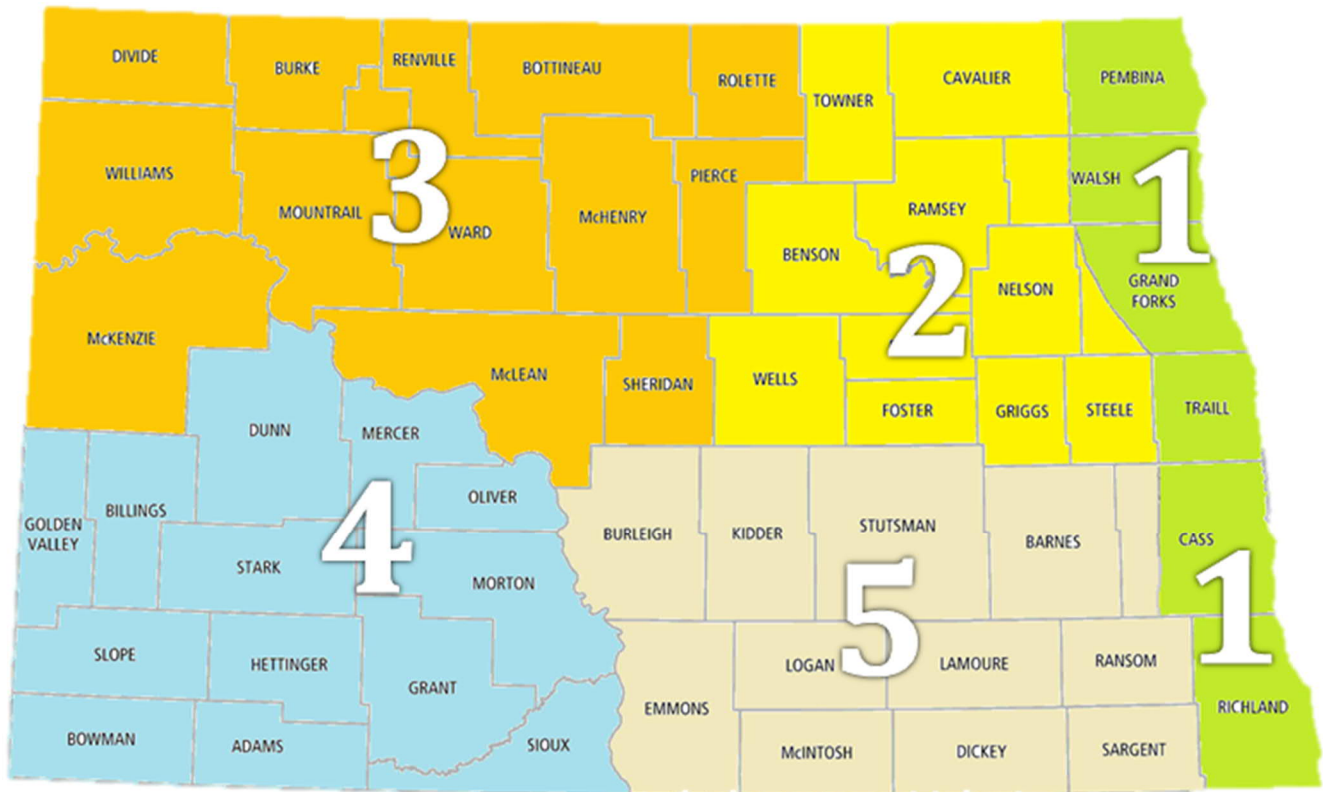 DIVIDE
BURKE
RENVILLE
BOTTINEAU
ROLETTE
TOWNER
CAVALIER
PEMBINA
WILLIAMS
MOUNTRAIL
3
WARD
McHENRY
PIERCE
BENSON
RAMSEY
2
NELSON
WALSH
1
GRAND
FORKS
McKENZIE
McLEAN
SHERIDAN
WELLS
FOSTER
GRIGGS
STEELE
TRAILL
DUNN
MERCER
OLIVER
GOLDEN
VALLEY
BILLINGS
4
STARK
MORTON
BURLEIGH
KIDDER
STUTSMAN
BARNES
CASS
1
SLOPE
HETTINGER
GRANT
EMMONS
LOGAN
5
LAMOURE
RANSOM
RICHLAND
BOWMAN
ADAMS
SIOUX
McINTOSH
DICKEY
SARGENT